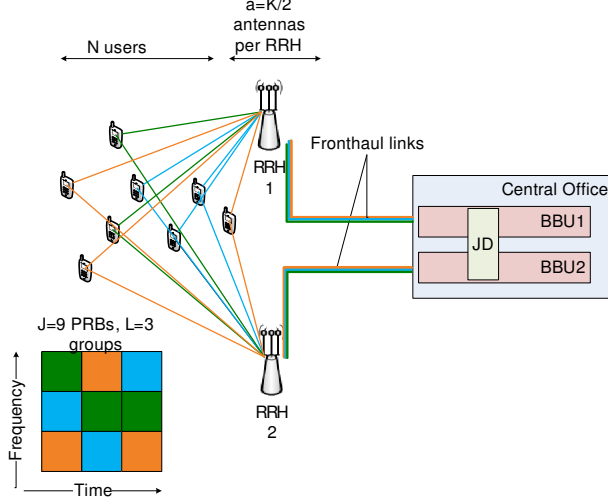 a=K/2
antennas
per RRH
N users
RRH
1
Fronthaul links
Central Office
BBU1
JD
BBU2
RRH
2
J=9 PRBs, L=3
groups
Frequency
Time